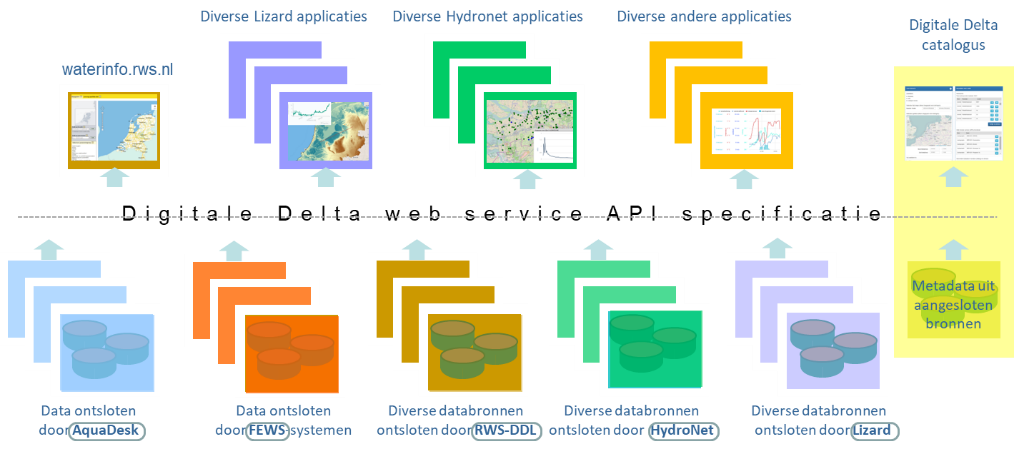 Diverse Lizard applicaties
Diverse Hydronet applicaties
Diverse andere applicaties
Digitale Delta
catalogus
waterinfo.rws.nl
Digitale Delta web service API specificatie
Metadata uit
aangesloten
bronnen
Data ontsloten
door AquaDesk
Data ontsloten
door FEWS-systemen
Diverse databronnen
ontsloten door RWS-DDL
Diverse databronnen
ontsloten door HydroNet
Diverse databronnen
ontsloten door Lizard